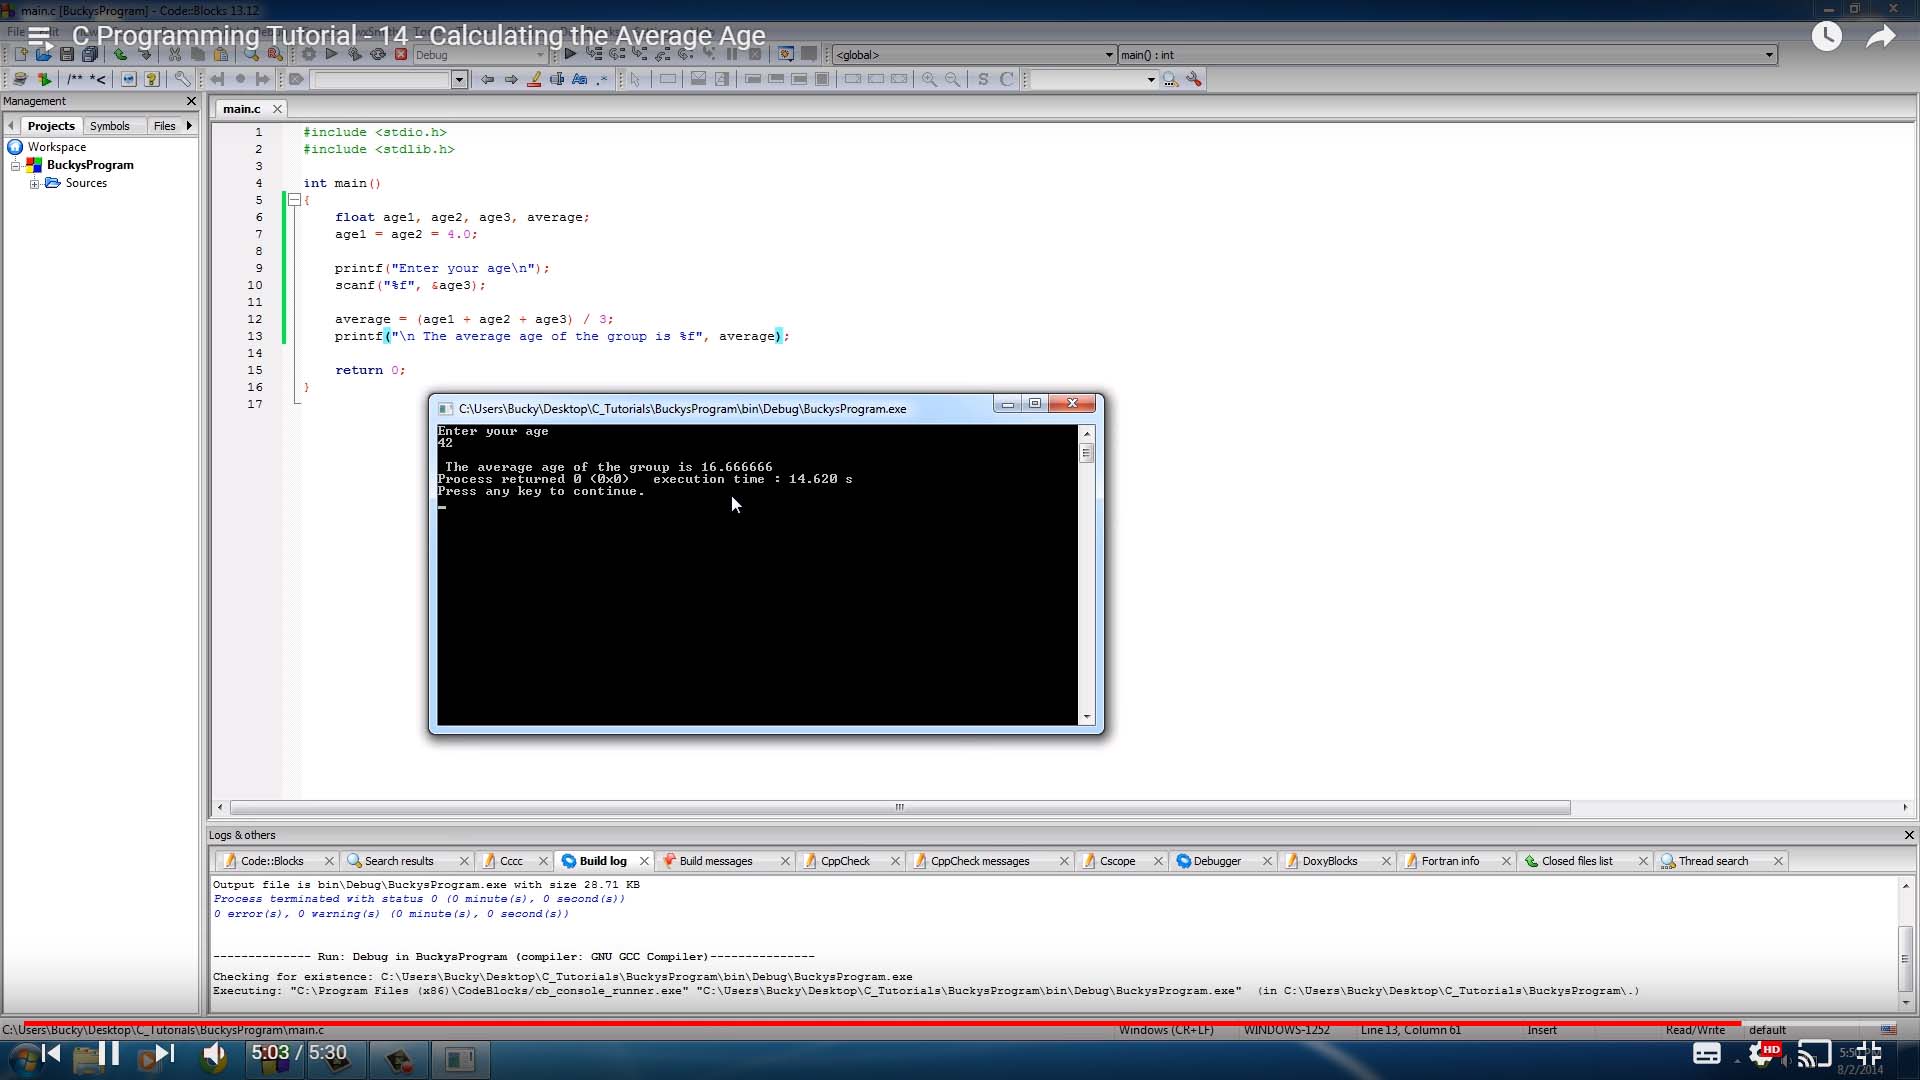 main.c [BuckysProgram] - Code::Blocks 13.12
C Programming Tutorial - 14 - Calculating the Average Age
File
Debug
<global>
main() : int
/** *<
Management
main.c
Projects Symbols Files
Workspace
BuckysProgram
Sources
1 #include <stdio.h>
2 #include <stdlib.h>
3
4 int main()
5 {
6 float age1, age2, age3, average;
7 age1 = age2 = 4.0;
8
9 printf("Enter your age\n");
10 scanf("%f", &age3);
11
12 average = (age1 + age2 + age3) / 3;
13 printf("\n The average age of the group is %f", average);
14
15 return 0;
16 }
17
C:\Users\Bucky\Desktop\C_Tutorials\BuckysProgram\bin\Debug\BuckysProgram.exe
Enter your age
42
The average age of the group is 16.666666
Process returned 0 (0x0) execution time : 14.620 s
Press any key to continue.
Logs & others
Code::Blocks Search results Cccc Build log Build messages CppCheck CppCheck messages Cscope Debugger DoxyBlocks Fortran info Closed files list Thread search
Output file is bin\Debug\BuckysProgram.exe with size 28.71 KB
Process terminated with status 0 (0 minute(s), 0 second(s))
0 error(s), 0 warning(s) (0 minute(s), 0 second(s))
-------------- Run: Debug in BuckysProgram (compiler: GNU GCC Compiler)---------------
Checking for existence: C:\Users\Bucky\Desktop\C_Tutorials\BuckysProgram\bin\Debug\BuckysProgram.exe
Executing: "C:\Program Files (x86)\CodeBlocks/cb_console_runner.exe" "C:\Users\Bucky\Desktop\C_Tutorials\BuckysProgram\bin\Debug\BuckysProgram.exe" (in C:\Users\Bucky\Desktop\C_Tutorials\BuckysProgram\.)
C:\Users\Bucky\Desktop\C_Tutorials\BuckysProgram\main.c Windows (CR+LF) WINDOWS-1252 Line 13, Column 61 Insert Read/Write default
5:03 / 5:30
HD
8/2/2014